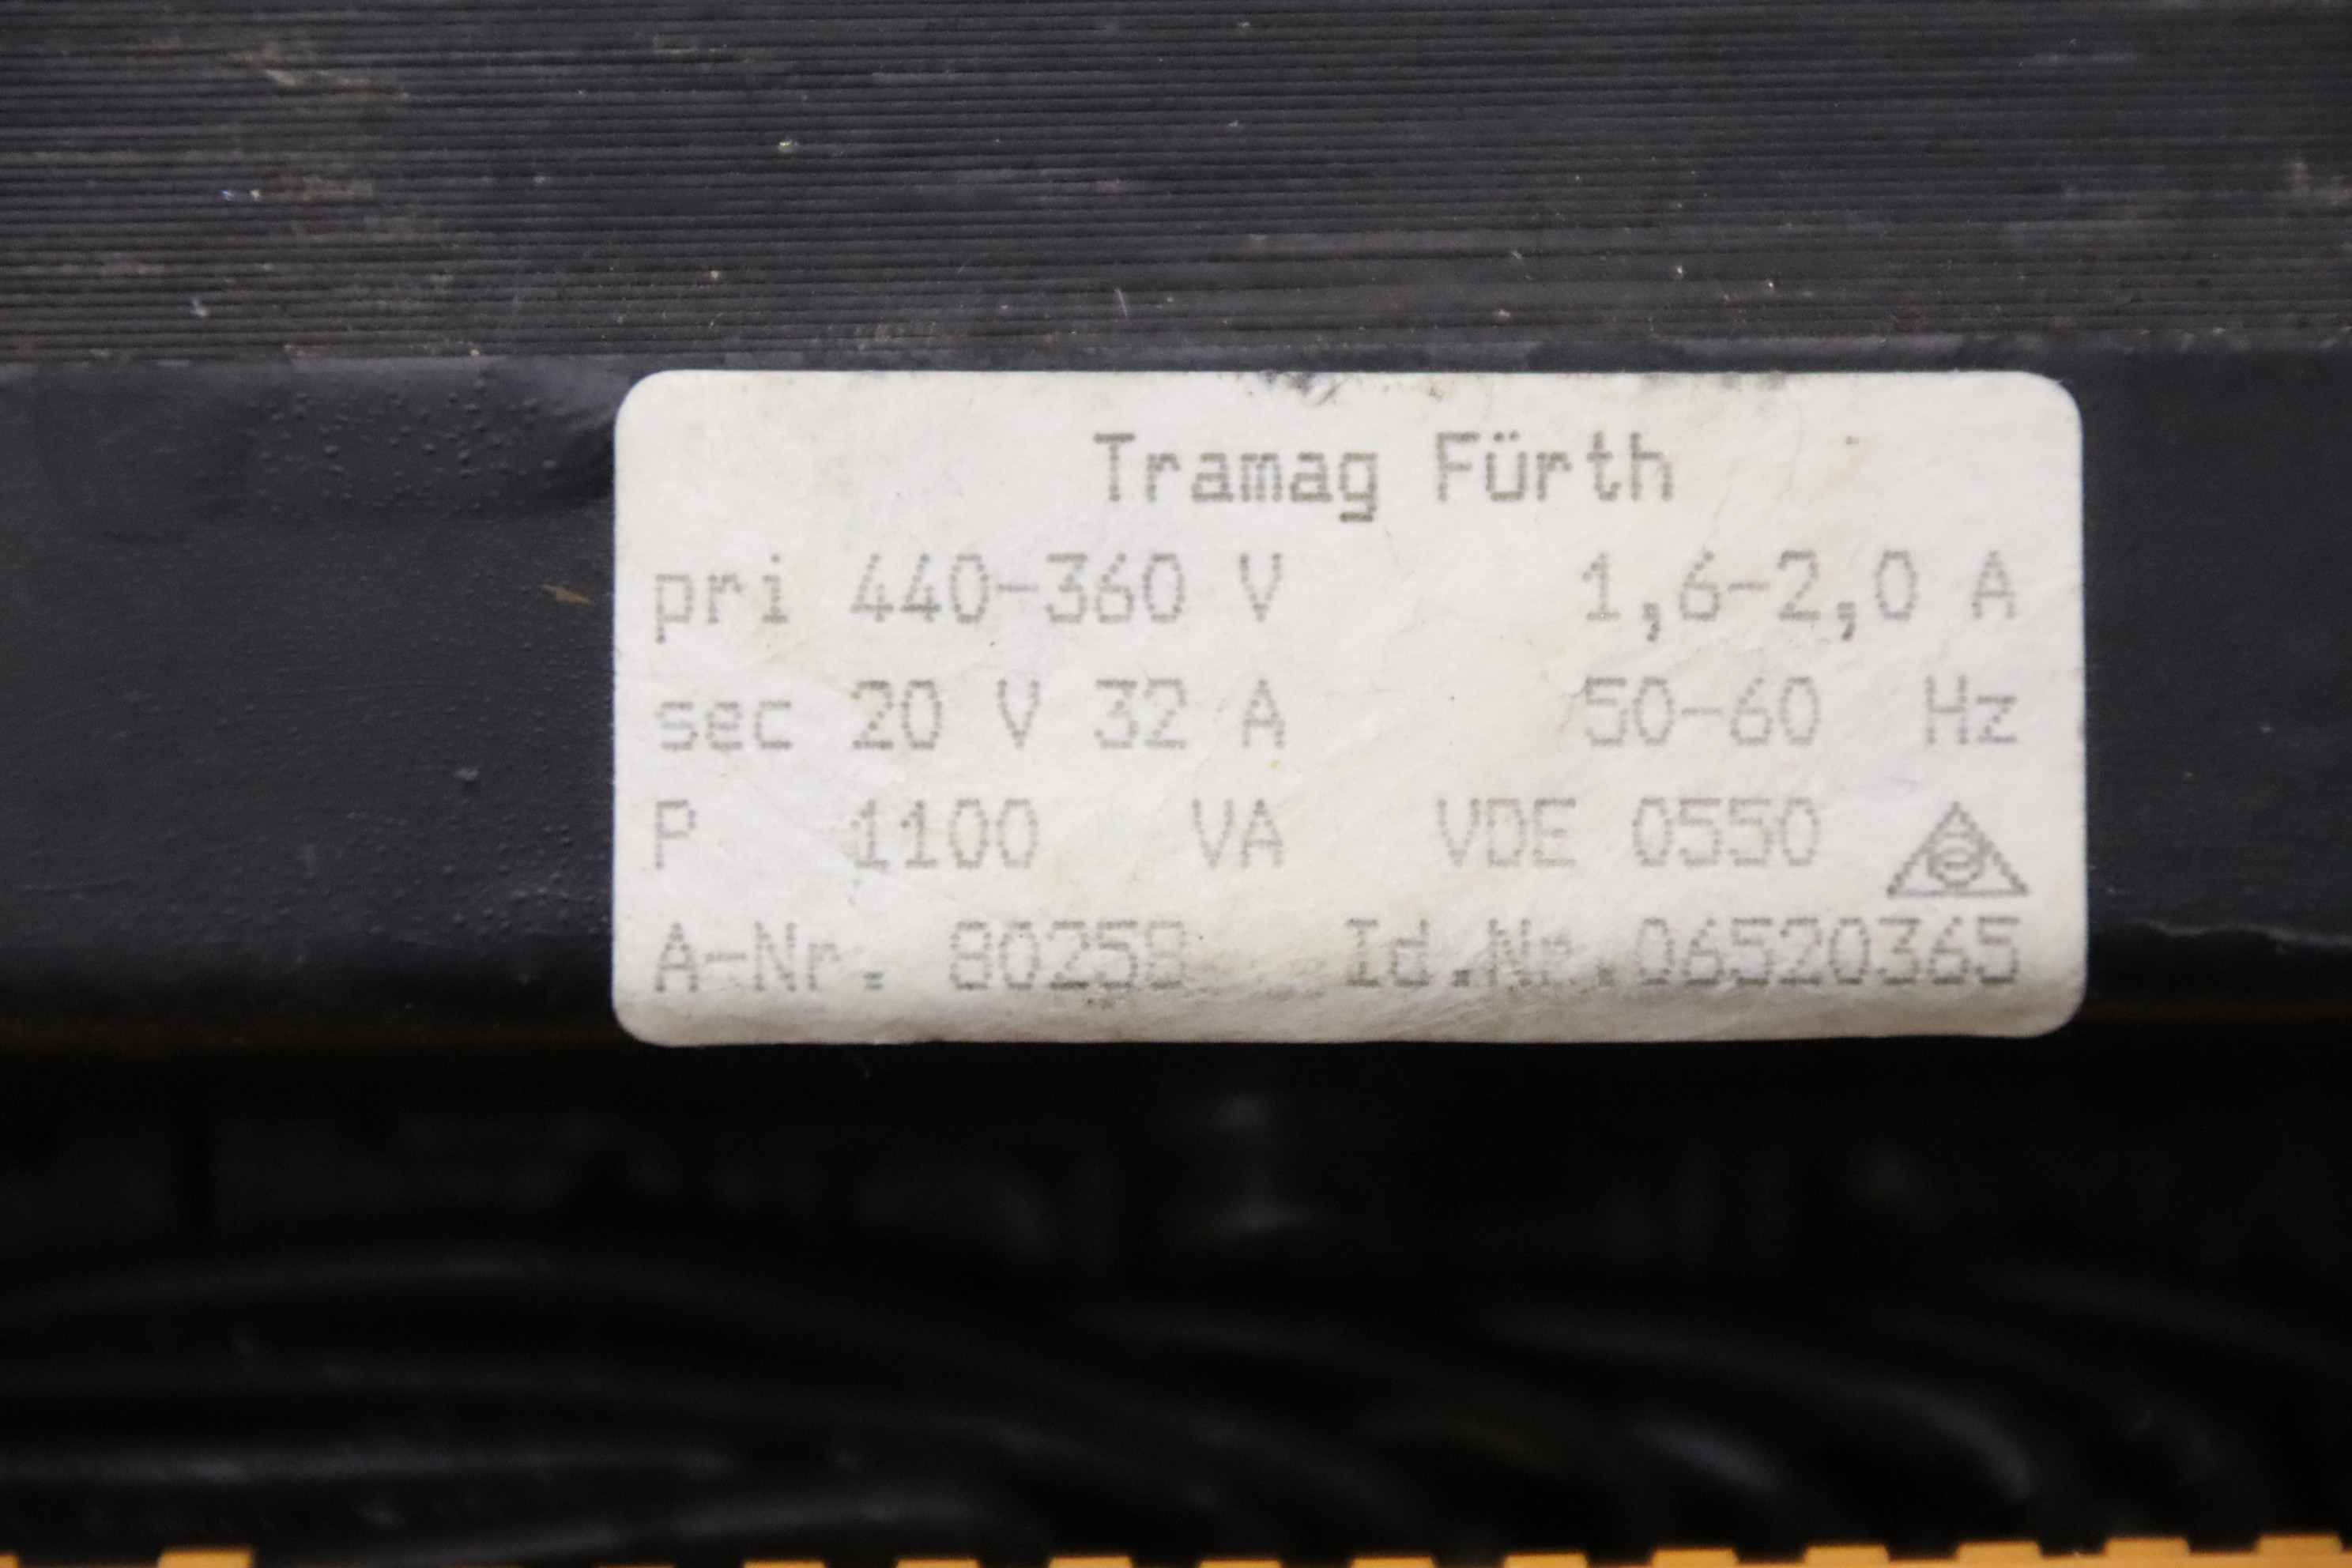 Tramag Fürth
pri 440-360 V 1,6-2,0 A
sec 20 V 32 A 50-60 Hz
P 1100 VA VDE 0550
A-Nr. 80258 Id.Nr.06520365